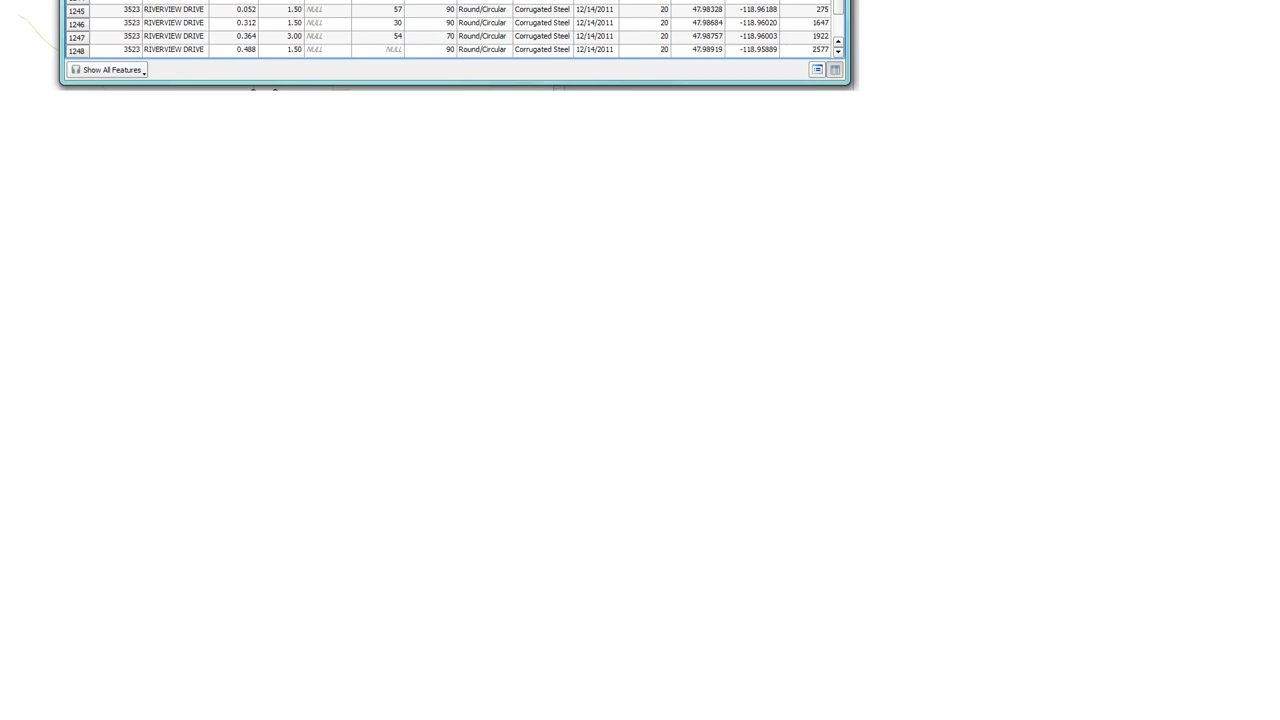 1245 3523 RIVERVIEW DRIVE 0.052 1.50 NULL 57 90 Round/Circular Corrugated Steel 12/14/2011 20 47.98328 -118.96188 275
1246 3523 RIVERVIEW DRIVE 0.312 1.50 NULL 30 90 Round/Circular Corrugated Steel 12/14/2011 20 47.98684 -118.96020 1647
1247 3523 RIVERVIEW DRIVE 0.364 3.00 NULL 54 70 Round/Circular Corrugated Steel 12/14/2011 20 47.98757 -118.96003 1922
1248 3523 RIVERVIEW DRIVE 0.488 1.50 NULL NULL 90 Round/Circular Corrugated Steel 12/14/2011 20 47.98919 -118.95889 2577
Show All Features